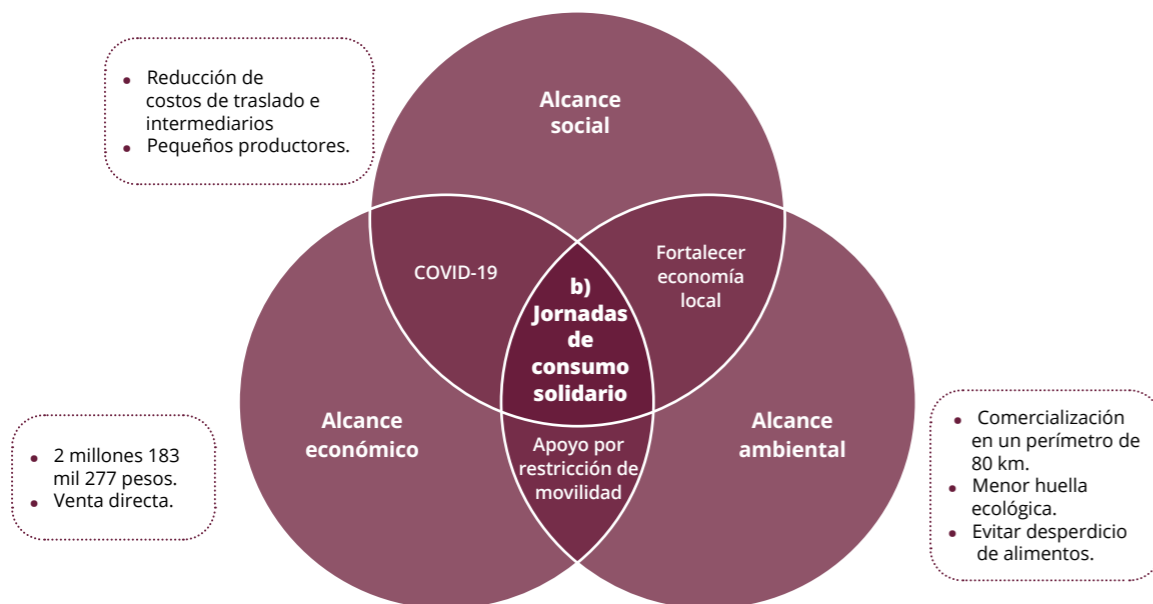 • Reducción de
costos de traslado e
intermediarios
• Pequeños productores.
Alcance
social
COVID-19
Fortalecer
economía
local
b)
Jornadas
de
consumo
solidario
Alcance
económico
Apoyo por
restricción de
movilidad
Alcance
ambiental
• 2 millones 183
mil 277 pesos.
• Venta directa.
• Comercialización
en un perímetro de
80 km.
• Menor huella
ecológica.
• Evitar desperdicio
de alimentos.